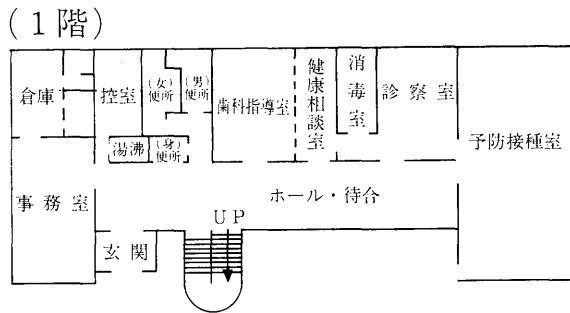 (1階)
倉庫
控室
(女)便所
(男)便所
歯科指導室
健康相談室
消毒室
診察室
予防接種室
湯沸
(身)便所
事務室
ホール・待合
UP
玄関